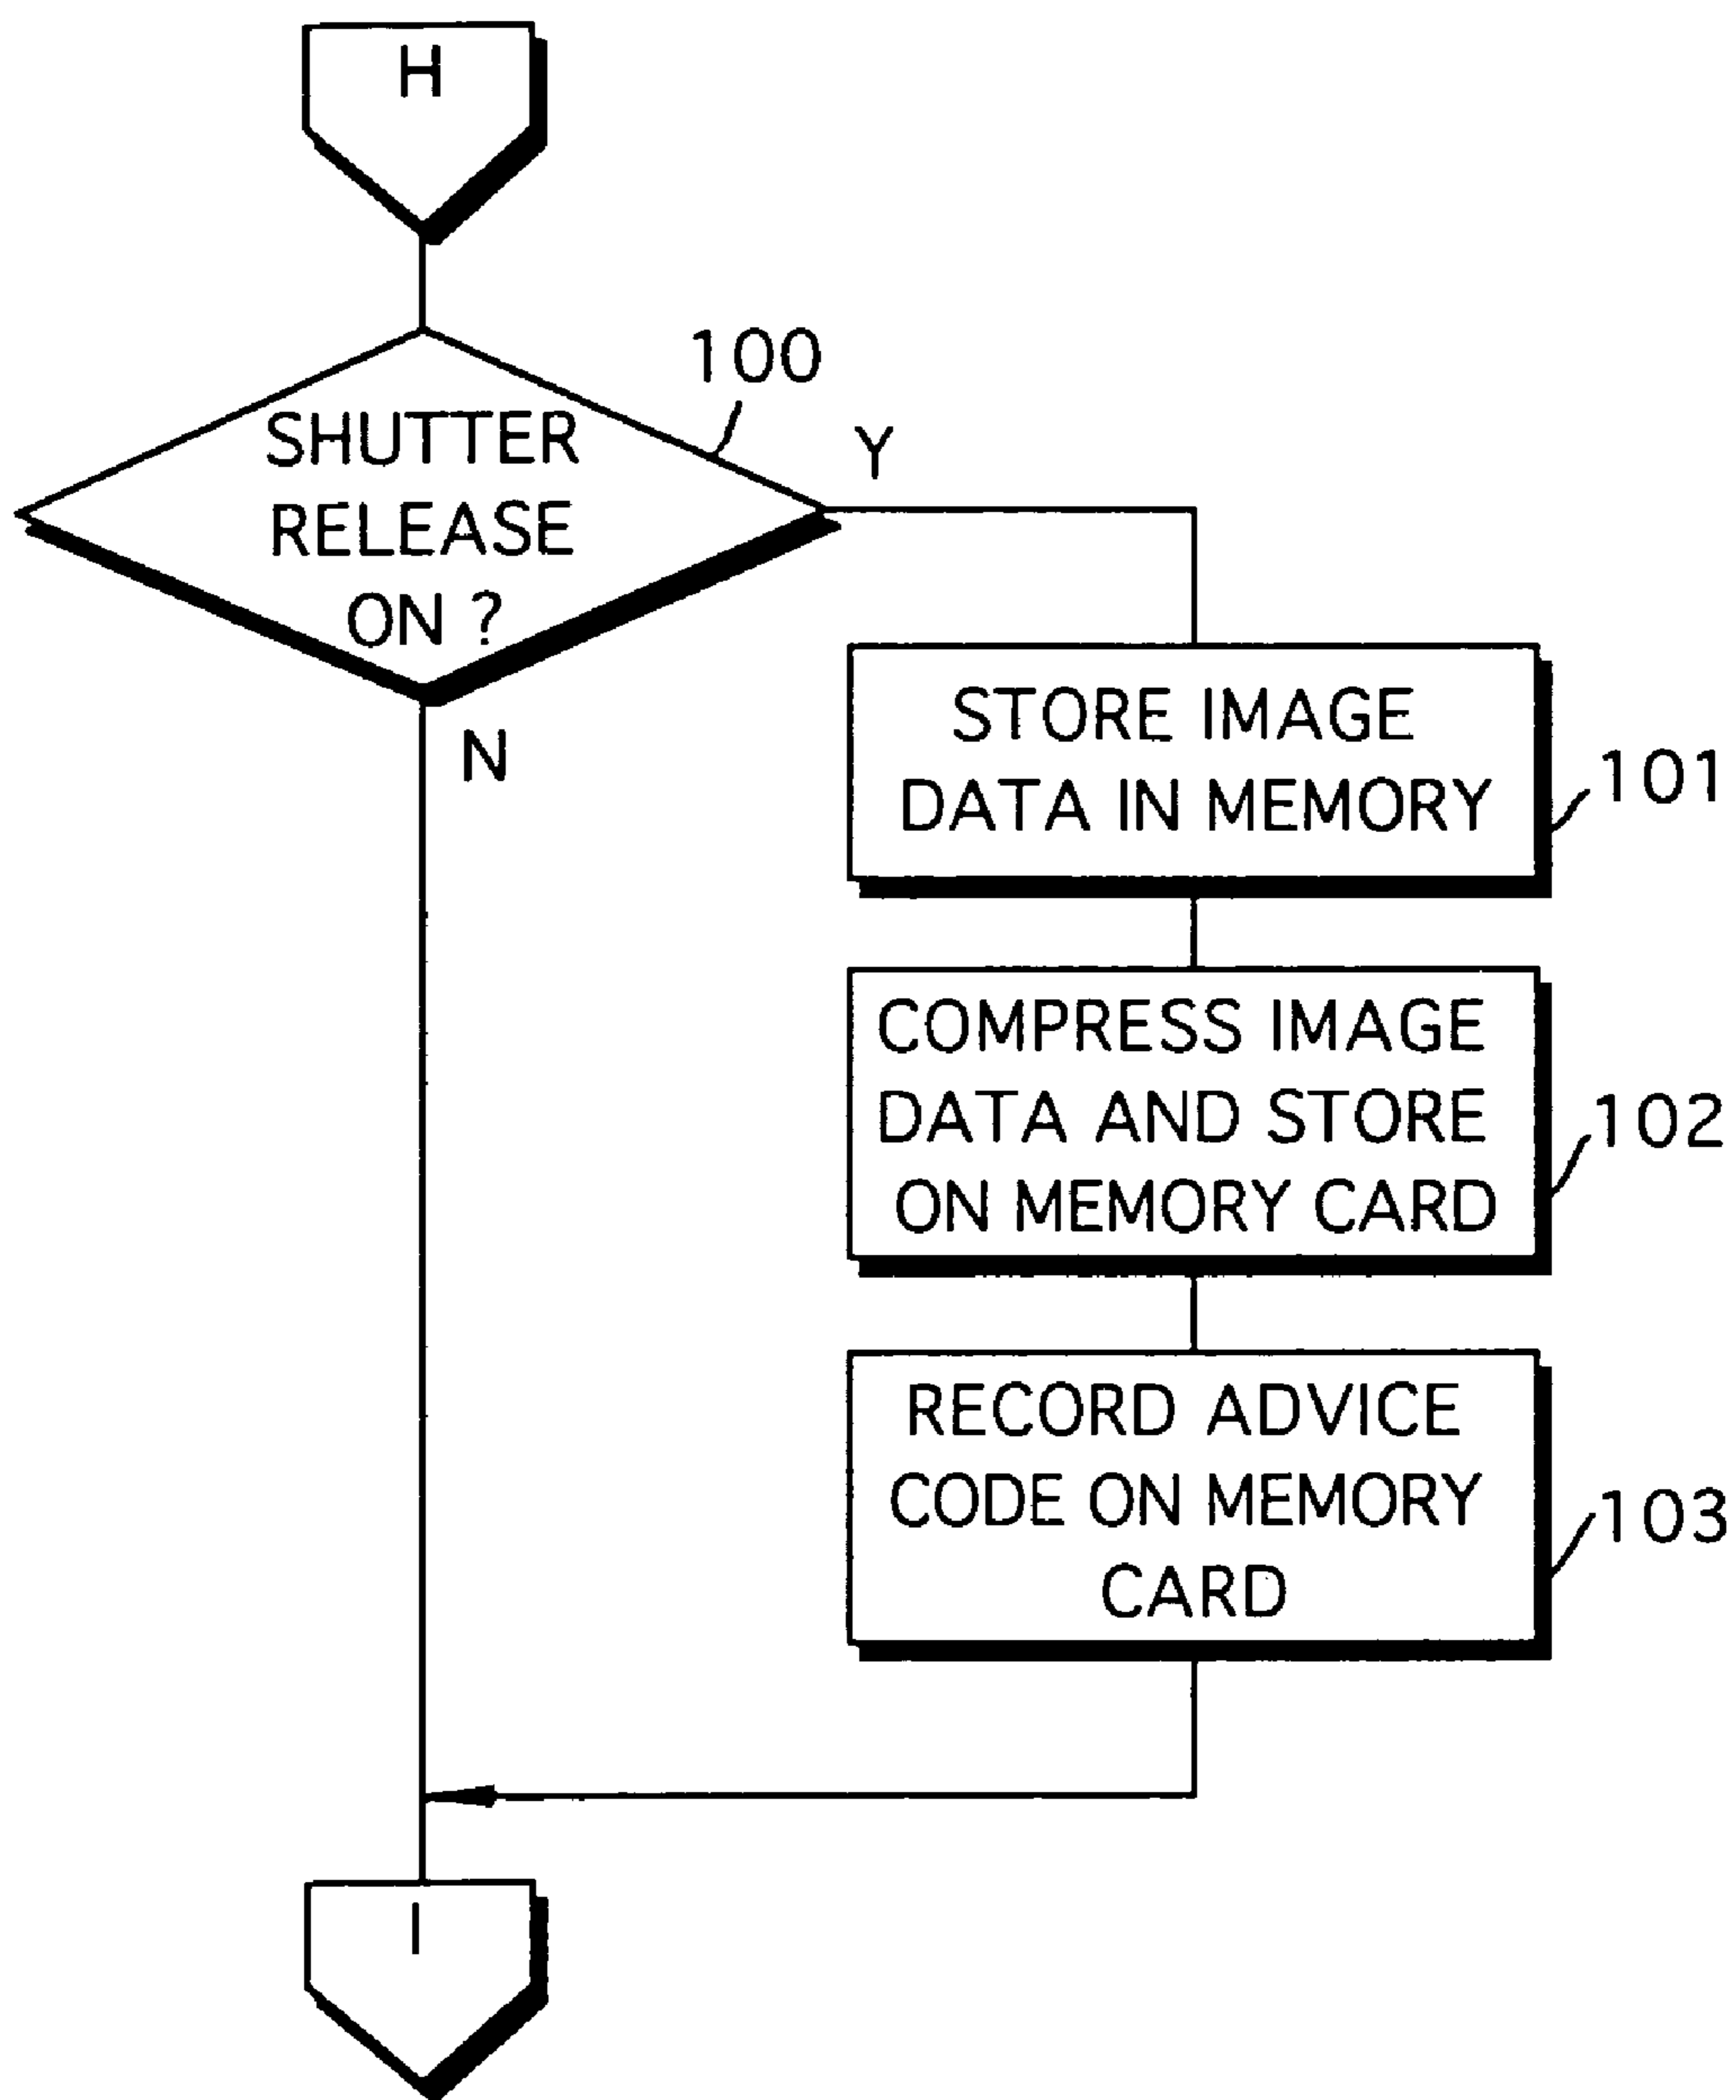 H
100
SHUTTER
RELEASE
ON ?
Y
N
STORE IMAGE
DATA IN MEMORY
101
COMPRESS IMAGE
DATA AND STORE
ON MEMORY CARD
102
RECORD ADVICE
CODE ON MEMORY
CARD
103
I